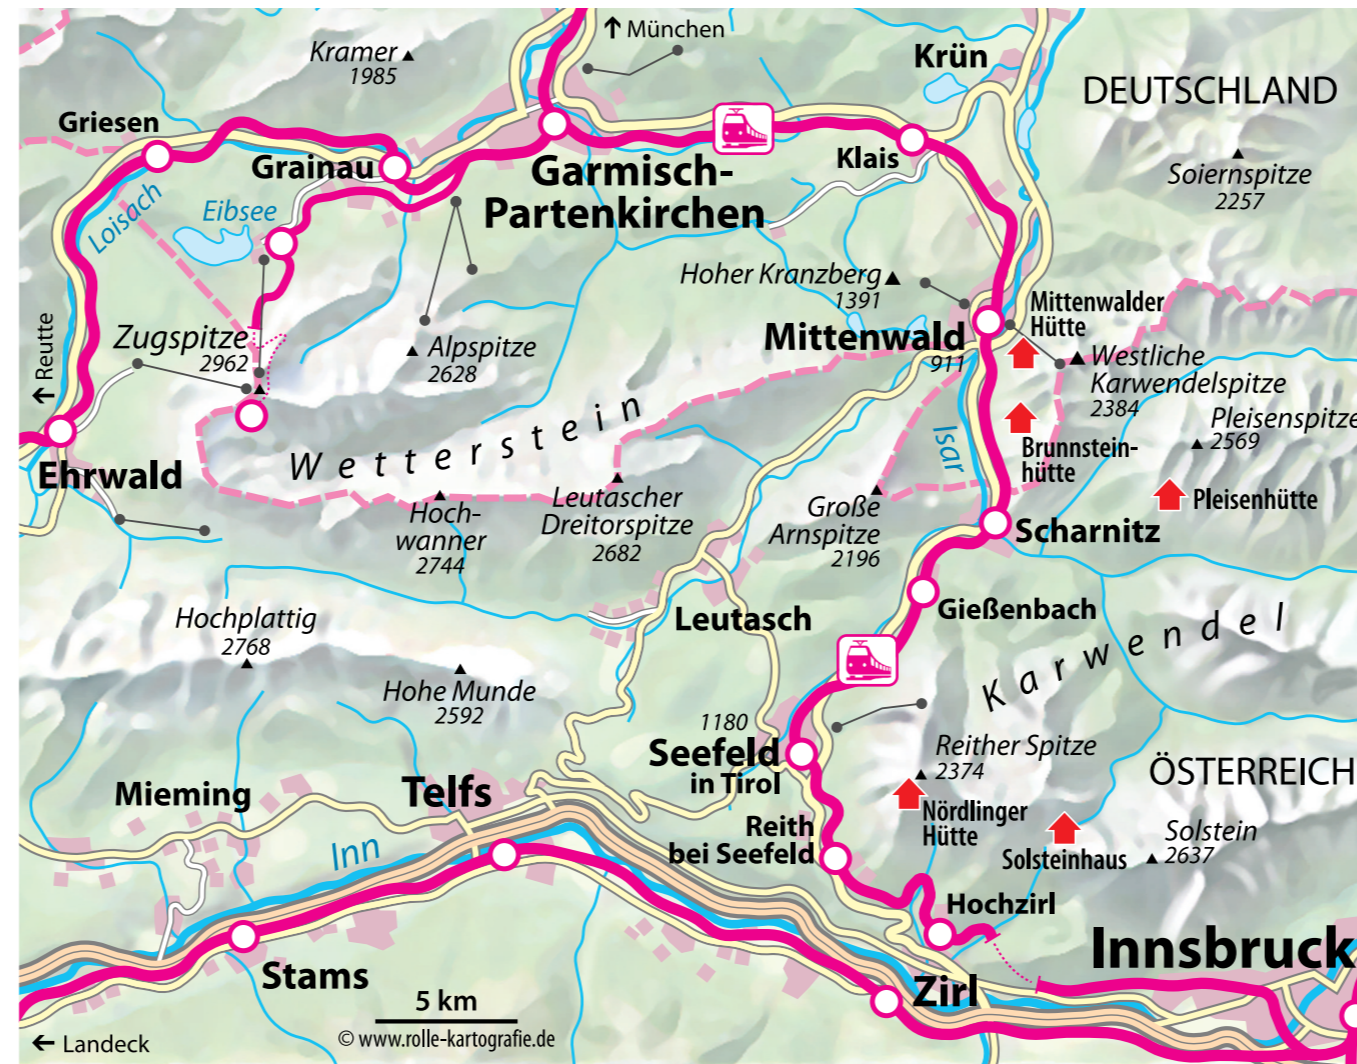 ↑ München
Kramer
1985
Krün
DEUTSCHLAND
Griesen
Grainau
Garmisch-
Partenkirchen
Klais
Soiernspitze
2257
Loisach
Eibsee
Hoher Kranzberg
1391
Mittenwalder
Hütte
← Reutte
Zugspitze
2962
Alpspitze
2628
Mittenwald
911
Westliche
Karwendelspitze
2384
Pleisenspitze
2569
Wetterstein
Isar
Brunnstein-
hütte
Ehrwald
Hoch-
wanner
2744
Leutascher
Dreitorspitze
2682
Große
Arnspitze
2196
Pleisenhütte
Scharnitz
Hochplattig
2768
Leutasch
Gießenbach
Karwendel
Hohe Munde
2592
1180
Seefeld
in Tirol
Reither Spitze
2374
ÖSTERREICH
Mieming
Telfs
Nördlinger
Hütte
Reith
bei Seefeld
Solsteinhaus
Solstein
2637
Inn
Hochzirl
Innsbruck
Stams
Zirl
5 km
© www.rolle-kartografie.de
← Landeck